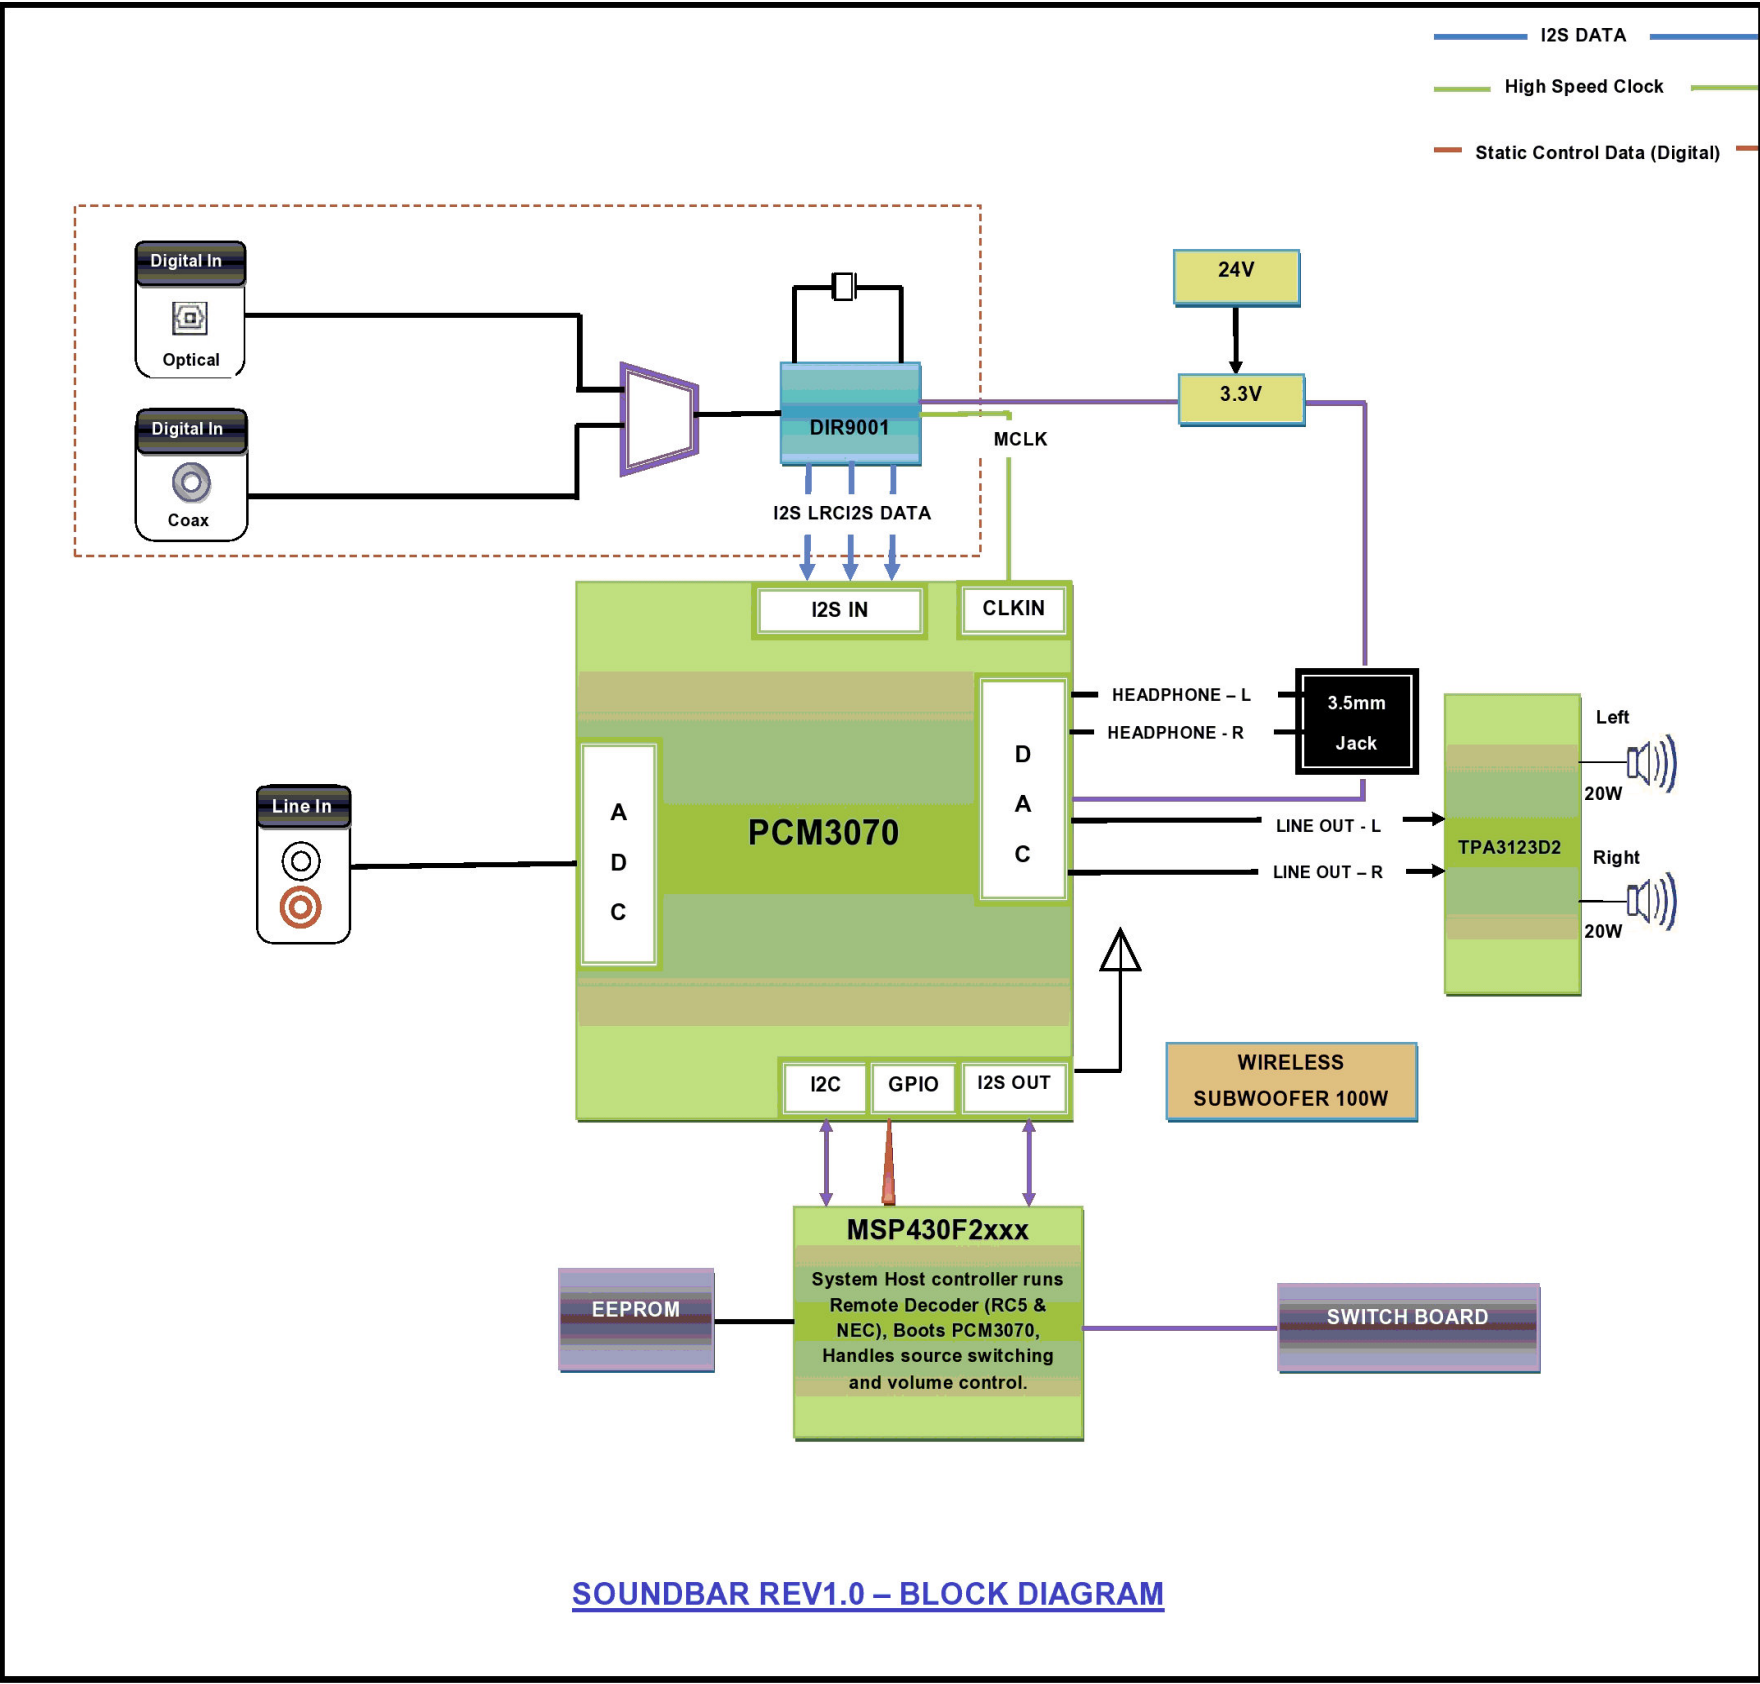 I2S DATA
High Speed Clock
Static Control Data (Digital)
Digital In
Optical
Digital In
Coax
DIR9001
24V
3.3V
MCLK
I2S LRCI2S DATA
I2S IN
CLKIN
HEADPHONE – L
HEADPHONE - R
3.5mm
Jack
Left
20W
Right
20W
TPA3123D2
LINE OUT - L
LINE OUT – R
D
A
C
PCM3070
A
D
C
Line In
I2C
GPIO
I2S OUT
WIRELESS
SUBWOOFER 100W
MSP430F2xxx
System Host controller runs
Remote Decoder (RC5 &
NEC), Boots PCM3070,
Handles source switching
and volume control.
EEPROM
SWITCH BOARD
SOUNDBAR REV1.0 – BLOCK DIAGRAM